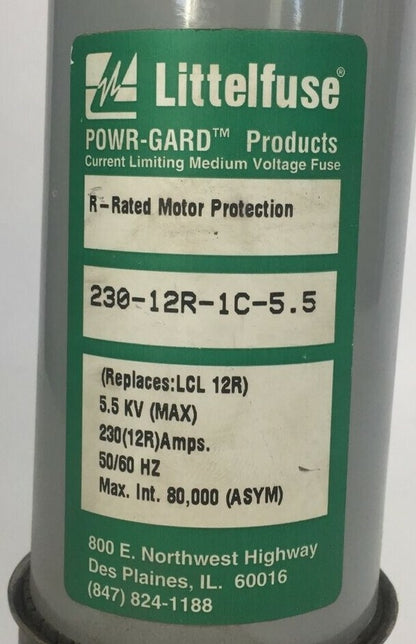 Littelfuse®
POWR-GARD™ Products
Current Limiting Medium Voltage Fuse
R-Rated Motor Protection
230-12R-1C-5.5
(Replaces:LCL 12R)
5.5 KV (MAX)
230(12R)Amps.
50/60 HZ
Max. Int. 80,000 (ASYM)
800 E. Northwest Highway
Des Plaines, IL. 60016
(847) 824-1188